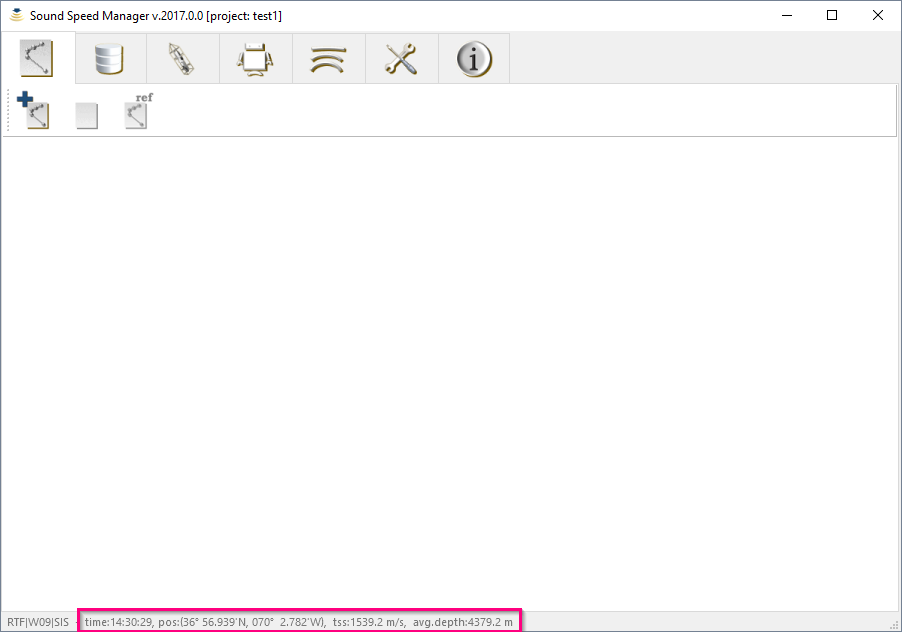 Sound Speed Manager v.2017.0.0 [project: test1]
i
ref
RTF|W09|SIS - time:14:30:29, pos:(36° 56.939'N, 070° 2.782'W), tss:1539.2 m/s, avg.depth:4379.2 m